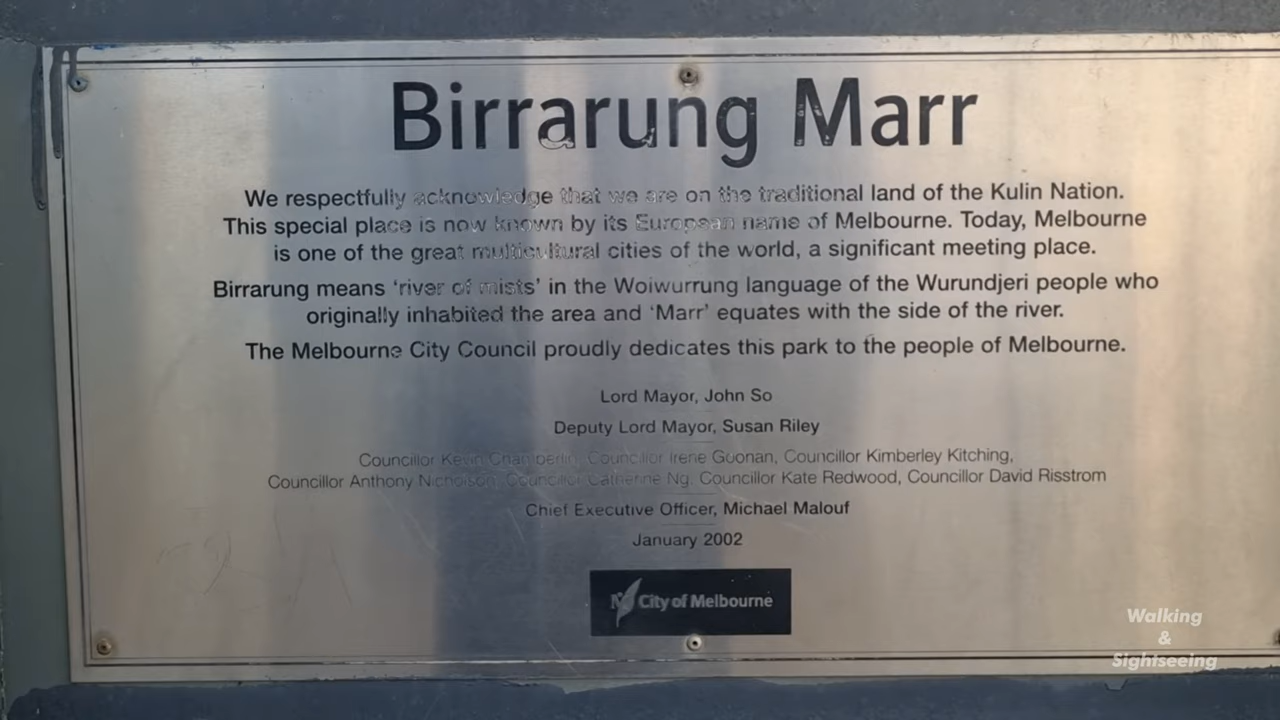 Birrarung Marr
We respectfully acknowledge that we are on the traditional land of the Kulin Nation.
This special place is now known by its European name of Melbourne. Today, Melbourne
is one of the great multicultural cities of the world, a significant meeting place.
Birrarung means ‘river of mists’ in the Woiwurrung language of the Wurundjeri people who
originally inhabited the area and ‘Marr’ equates with the side of the river.
The Melbourne City Council proudly dedicates this park to the people of Melbourne.
Lord Mayor, John So
Deputy Lord Mayor, Susan Riley
Councillor Kevin Chamberlin, Councillor Irene Goonan, Councillor Kimberley Kitching,
Councillor Anthony Nicholson, Councillor Catherine Ng, Councillor Kate Redwood, Councillor David Risstrom
Chief Executive Officer, Michael Malouf
January 2002
City of Melbourne
Walking
&
Sightseeing